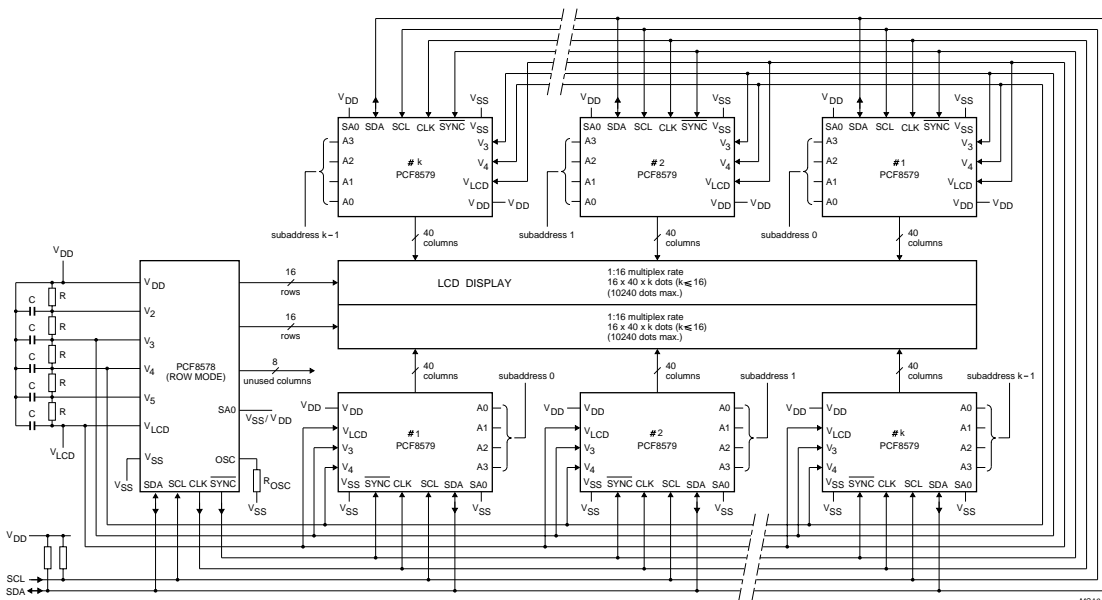 VDD VSS VDD VSS VDD VSS
SA0 SDA SCL CLK SYNC VSS
A3
A2
A1
A0
# k
PCF8579
V3
V4
VLCD
VDD VDD
subaddress k−1
40
columns
SA0 SDA SCL CLK SYNC VSS
A3
A2
A1
A0
# 2
PCF8579
V3
V4
VLCD
VDD VDD
subaddress 1
40
columns
SA0 SDA SCL CLK SYNC VSS
A3
A2
A1
A0
# 1
PCF8579
V3
V4
VLCD
VDD VDD
subaddress 0
40
columns
LCD DISPLAY
1:16 multiplex rate
16 x 40 x k dots (k ≤ 16)
(10240 dots max.)
1:16 multiplex rate
16 x 40 x k dots (k ≤ 16)
(10240 dots max.)
VDD
C R
C R
C R
C R
C R
VLCD
VDD
V2
V3
V4
V5
VLCD
VSS
VSS
PCF8578
(ROW MODE)
SA0
VSS/ VDD
OSC
ROSC
VSS
SDA SCL CLK SYNC
16
rows
16
rows
8
unused columns
40
columns
subaddress 0
VDD VDD
VLCD
V3
V4
# 1
PCF8579
A0
A1
A2
A3
VSS SYNC CLK SCL SDA SA0
VSS VSS
40
columns
subaddress 1
VDD VDD
VLCD
V3
V4
# 2
PCF8579
A0
A1
A2
A3
VSS SYNC CLK SCL SDA SA0
VSS VSS
40
columns
subaddress k−1
VDD VDD
VLCD
V3
V4
# k
PCF8579
A0
A1
A2
A3
VSS SYNC CLK SCL SDA SA0
VSS VSS
VDD
SCL
SDA